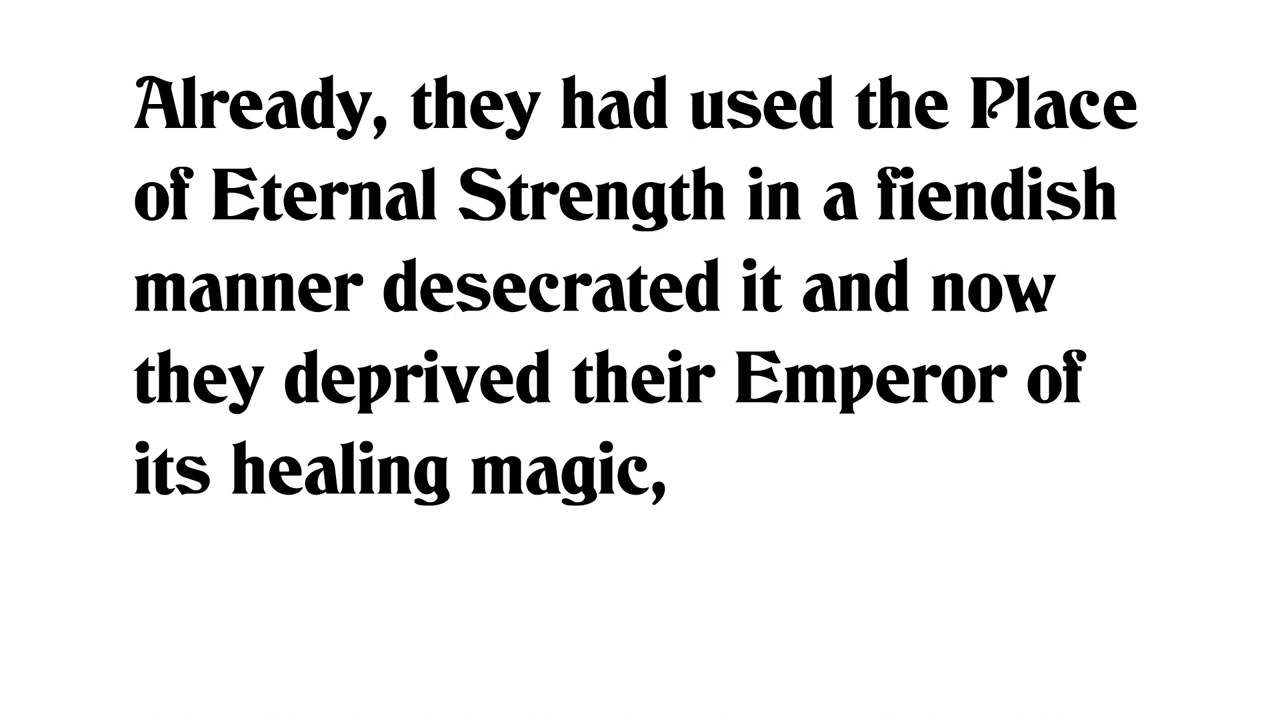 Already, they had used the Place
of Eternal Strength in a fiendish
manner desecrated it and now
they deprived their Emperor of
its healing magic,